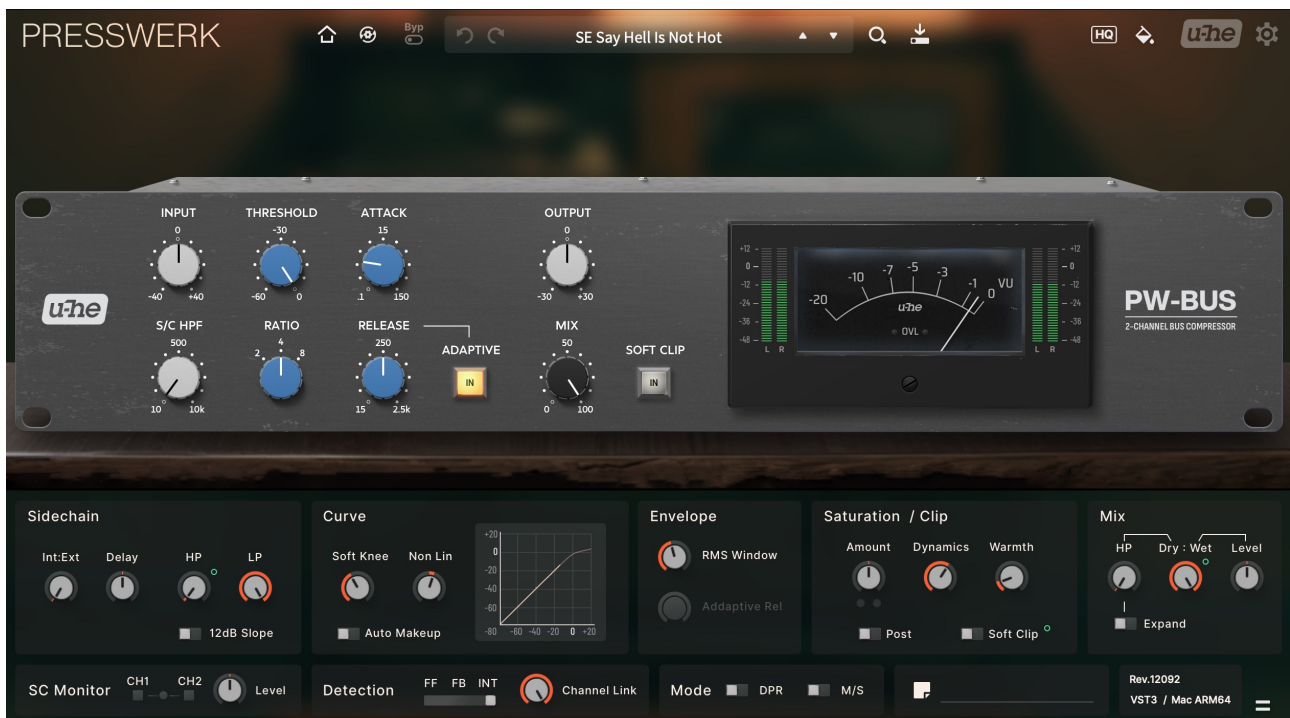 PRESSWERK
Byp
SE Say Hell Is Not Hot
HQ
u-he
INPUT THRESHOLD ATTACK OUTPUT
0 -30 15 0
-40 +40 -60 0 .1 150 -30 +30
+12 +12
0 0
-12 -12
-24 -24
-36 -36
-48 -48
L R L R
-20 -10 -7 -5 -3 -1 0 VU
u-he
OVL
u-he
PW-BUS
2-CHANNEL BUS COMPRESSOR
S/C HPF RATIO RELEASE MIX
500 4 250 50
2 8
ADAPTIVE SOFT CLIP
IN IN
10 10k 15 2.5k 0 100
Sidechain
Int:Ext Delay HP LP
12dB Slope
Curve
Soft Knee Non Lin
Auto Makeup
+20
0
-20
-40
-60
-80 -60 -40 -20 0 +20
Envelope
RMS Window
Addaptive Rel
Saturation / Clip
Amount Dynamics Warmth
Post Soft Clip
Mix
HP Dry : Wet Level
Expand
SC Monitor CH1 CH2 Level
Detection FF FB INT Channel Link
Mode DPR M/S
Rev.12092
VST3 / Mac ARM64